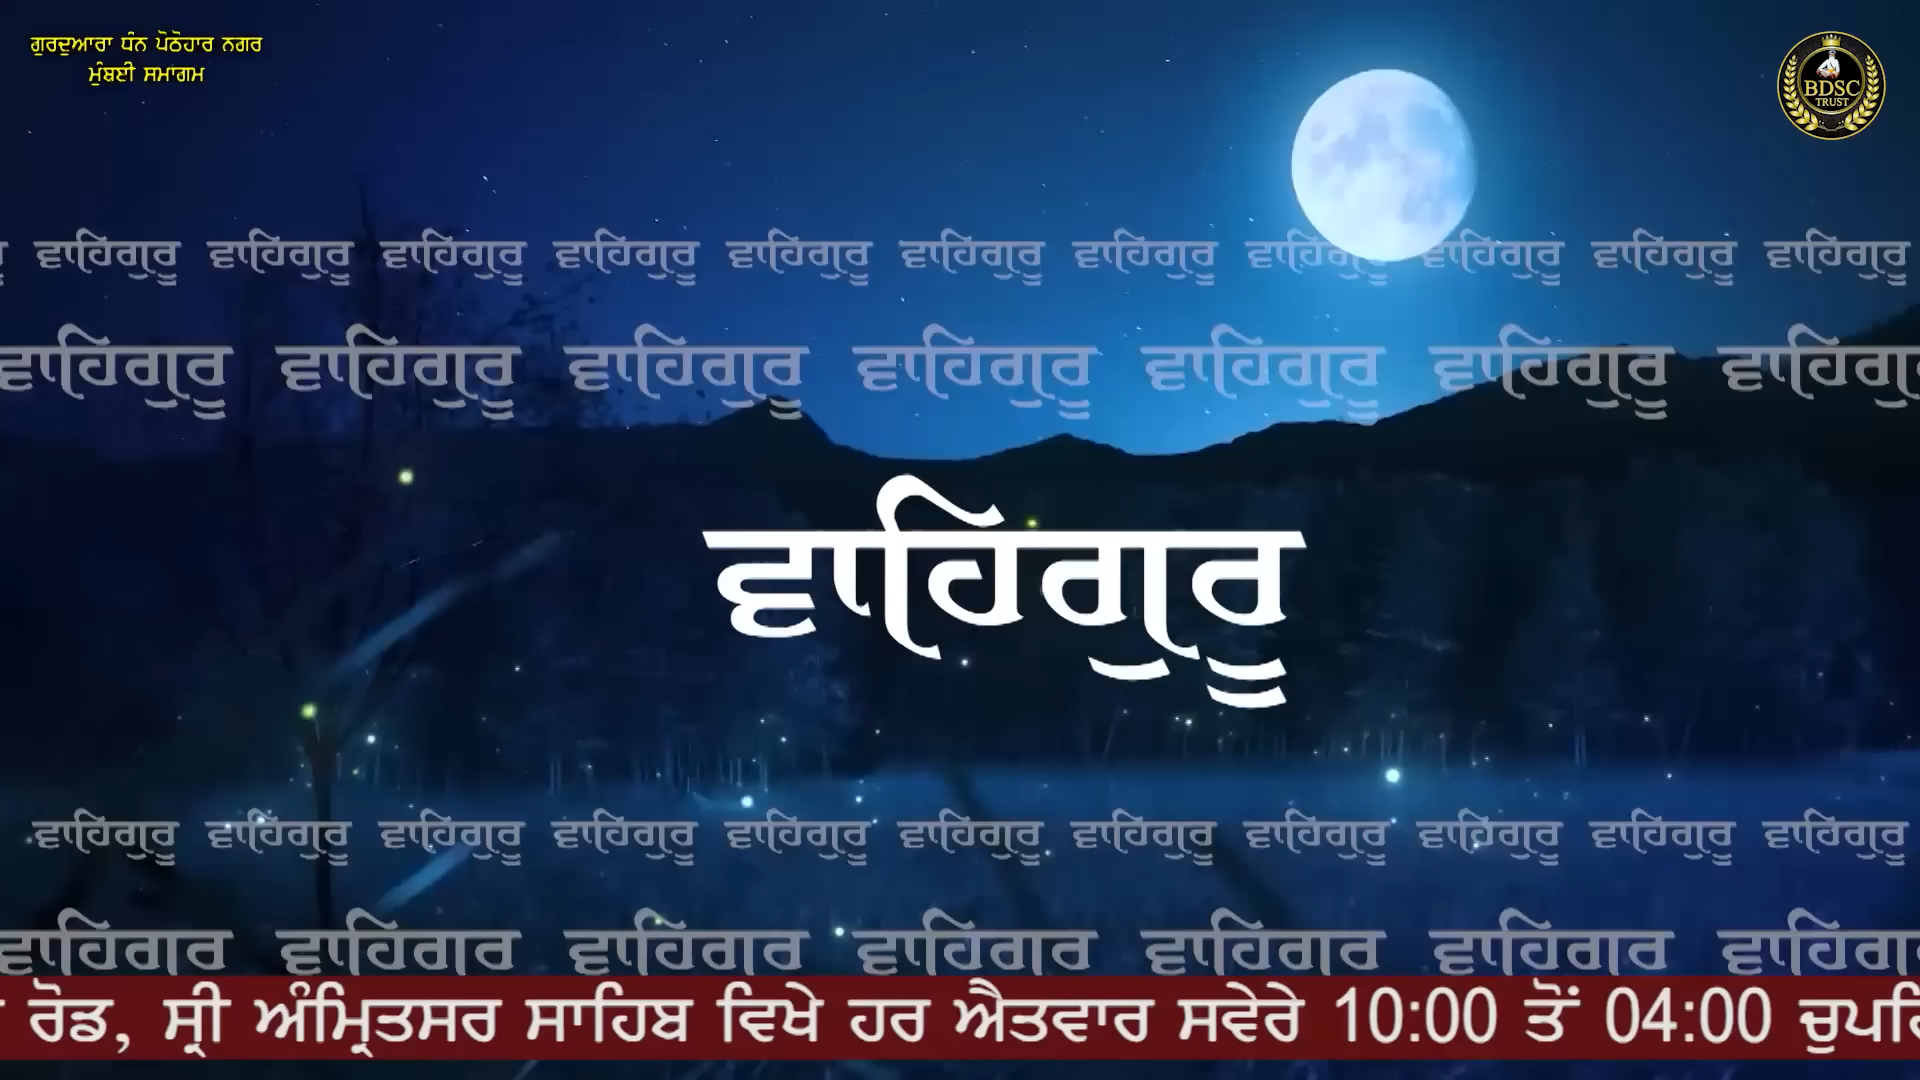 ਗੁਰਦੁਆਰਾ ਧੰਨ ਪੋਠੋਹਾਰ ਨਗਰ
ਮੁੰਬਈ ਸਮਾਗਮ
BDSC
TRUST
ਵਾਹਿਗੁਰੂ ਵਾਹਿਗੁਰੂ ਵਾਹਿਗੁਰੂ ਵਾਹਿਗੁਰੂ ਵਾਹਿਗੁਰੂ ਵਾਹਿਗੁਰੂ ਵਾਹਿਗੁਰੂ ਵਾਹਿਗੁਰੂ ਵਾਹਿਗੁਰੂ ਵਾਹਿਗੁਰੂ ਵਾਹਿਗੁਰੂ
ਵਾਹਿਗੁਰੂ ਵਾਹਿਗੁਰੂ ਵਾਹਿਗੁਰੂ ਵਾਹਿਗੁਰੂ ਵਾਹਿਗੁਰੂ ਵਾਹਿਗੁਰੂ ਵਾਹਿਗੁ
ਵਾਹਿਗੁਰੂ
ਵਾਹਿਗੁਰੂ ਵਾਹਿਗੁਰੂ ਵਾਹਿਗੁਰੂ ਵਾਹਿਗੁਰੂ ਵਾਹਿਗੁਰੂ ਵਾਹਿਗੁਰੂ ਵਾਹਿਗੁਰੂ ਵਾਹਿਗੁਰੂ ਵਾਹਿਗੁਰੂ ਵਾਹਿਗੁਰੂ ਵਾਹਿਗੁਰੂ
ਵਾਹਿਗੁਰੂ ਵਾਹਿਗੁਰੂ ਵਾਹਿਗੁਰੂ ਵਾਹਿਗੁਰੂ ਵਾਹਿਗੁਰੂ ਵਾਹਿਗੁਰੂ ਵਾਹਿਗੁ
ਰੋਡ, ਸ੍ਰੀ ਅੰਮ੍ਰਿਤਸਰ ਸਾਹਿਬ ਵਿਖੇ ਹਰ ਐਤਵਾਰ ਸਵੇਰੇ 10:00 ਤੋਂ 04:00